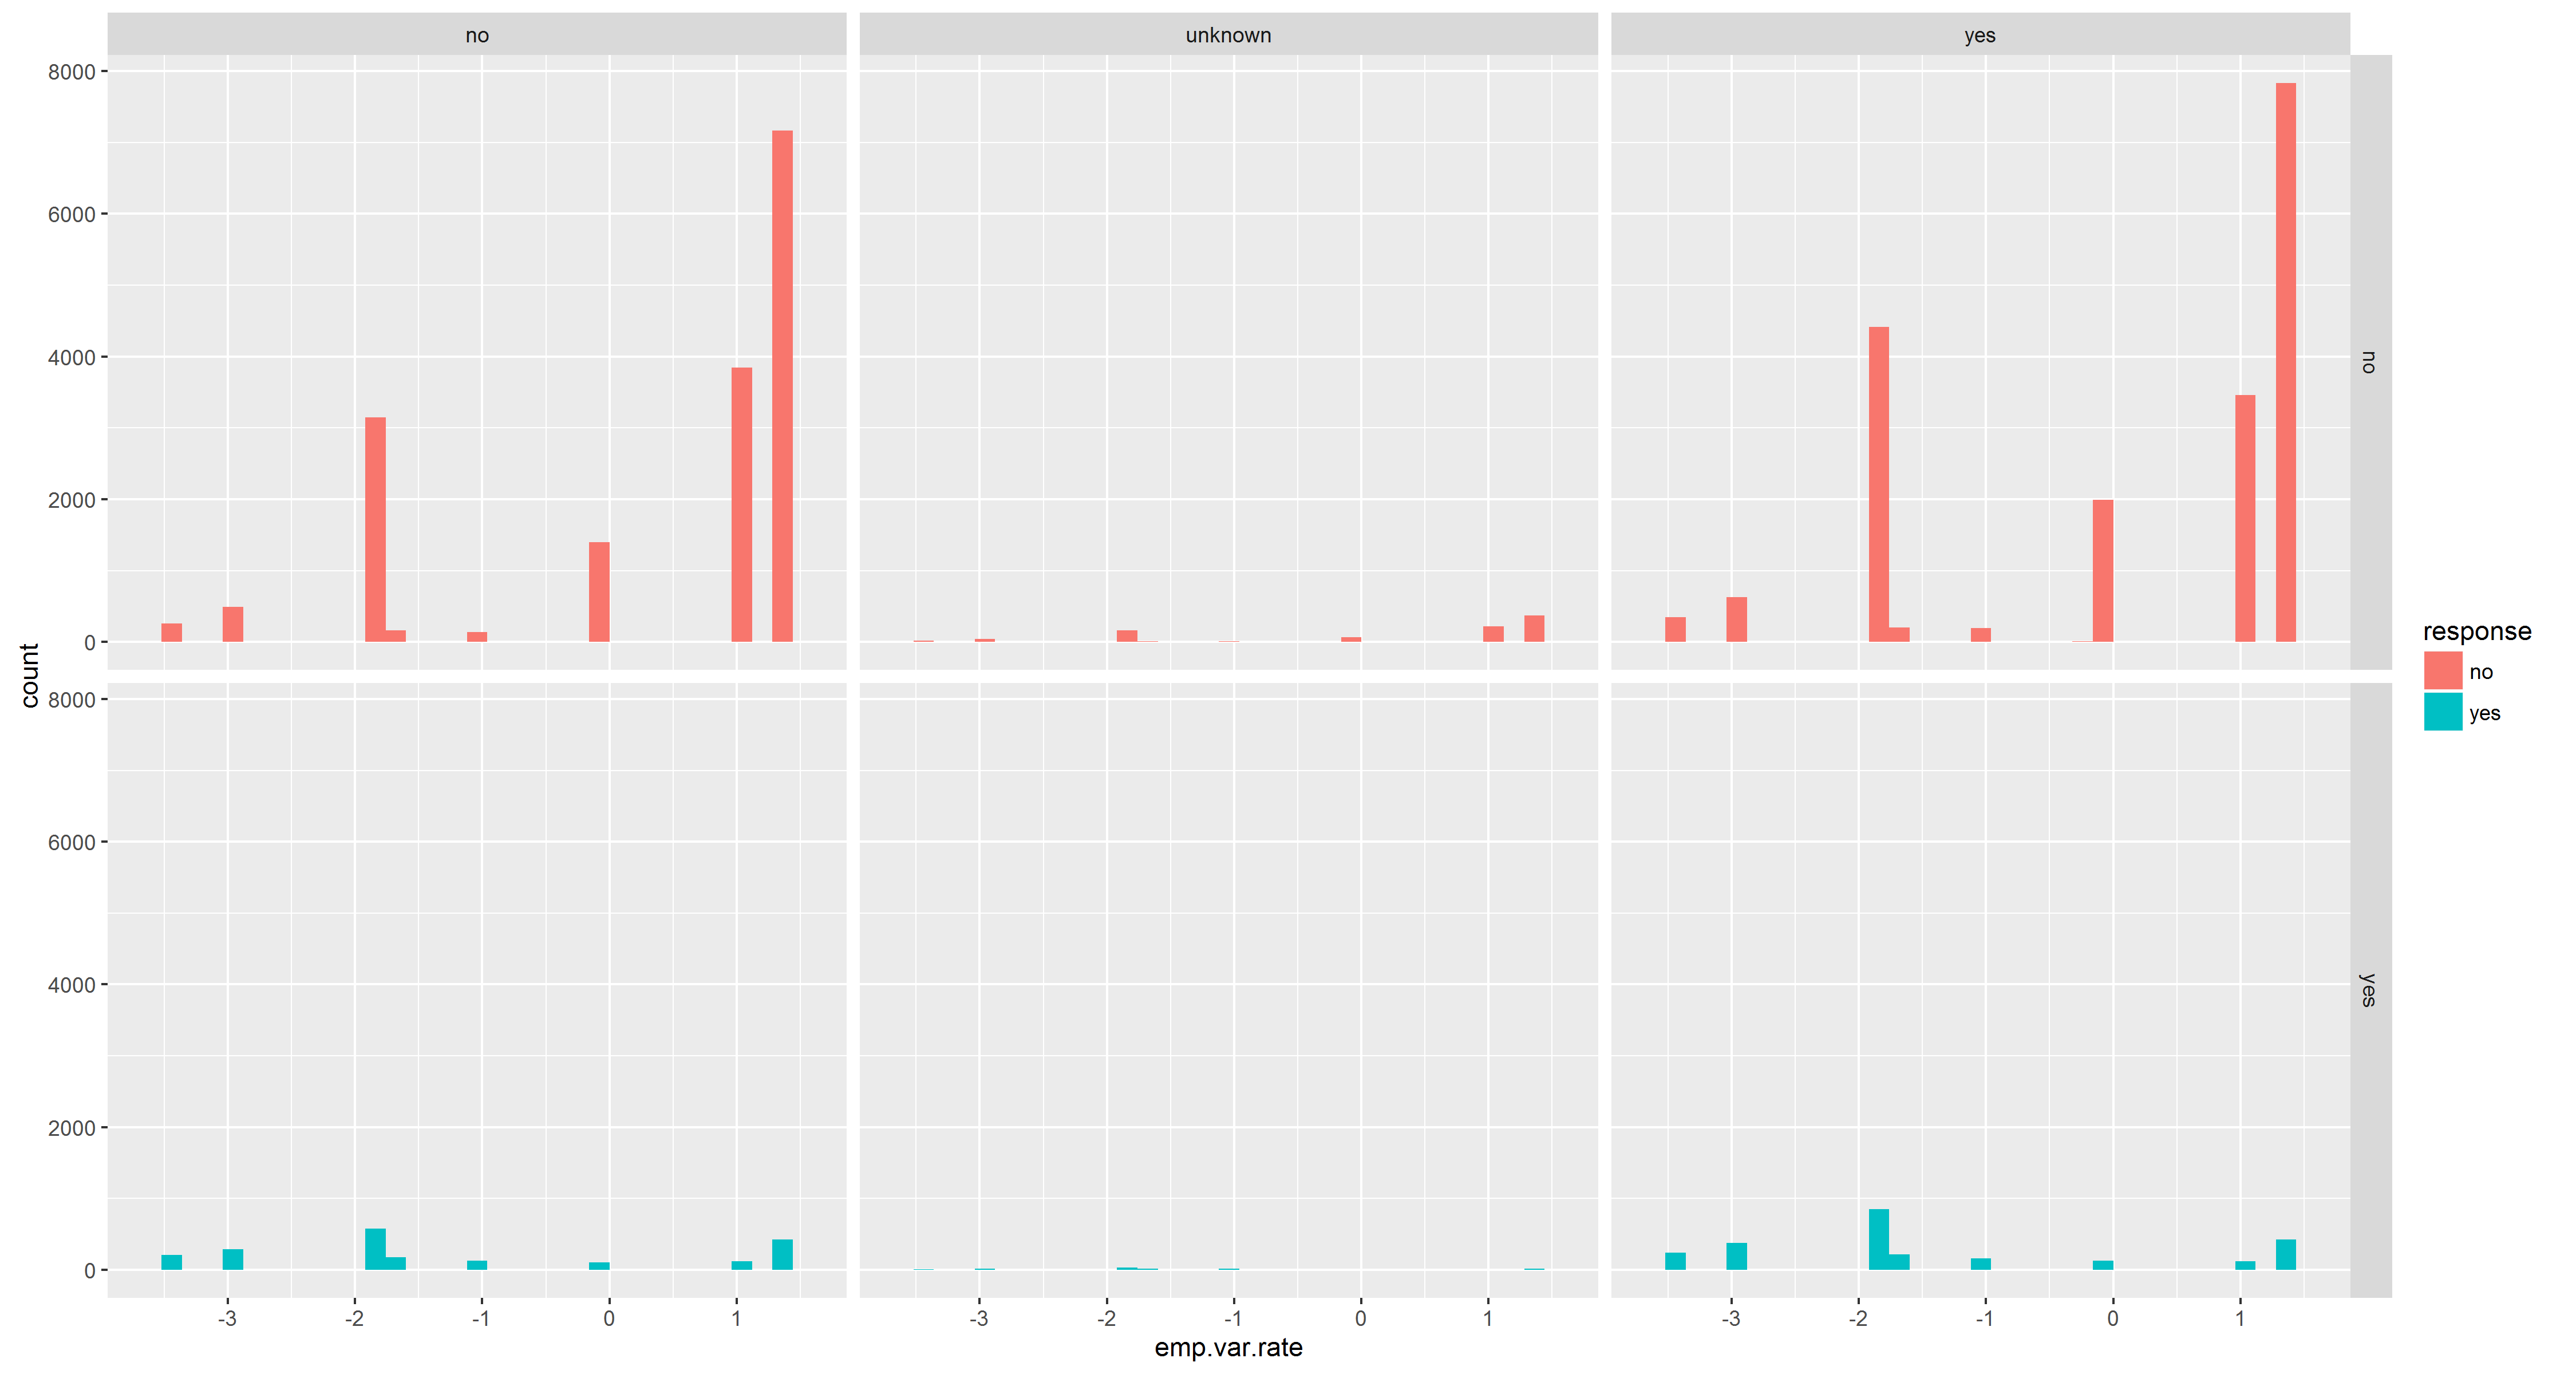 no unknown yes
8000
6000
4000
2000
0
no
8000
6000
4000
2000
0
yes
count
-3 -2 -1 0 1 -3 -2 -1 0 1 -3 -2 -1 0 1
emp.var.rate
response
no
yes